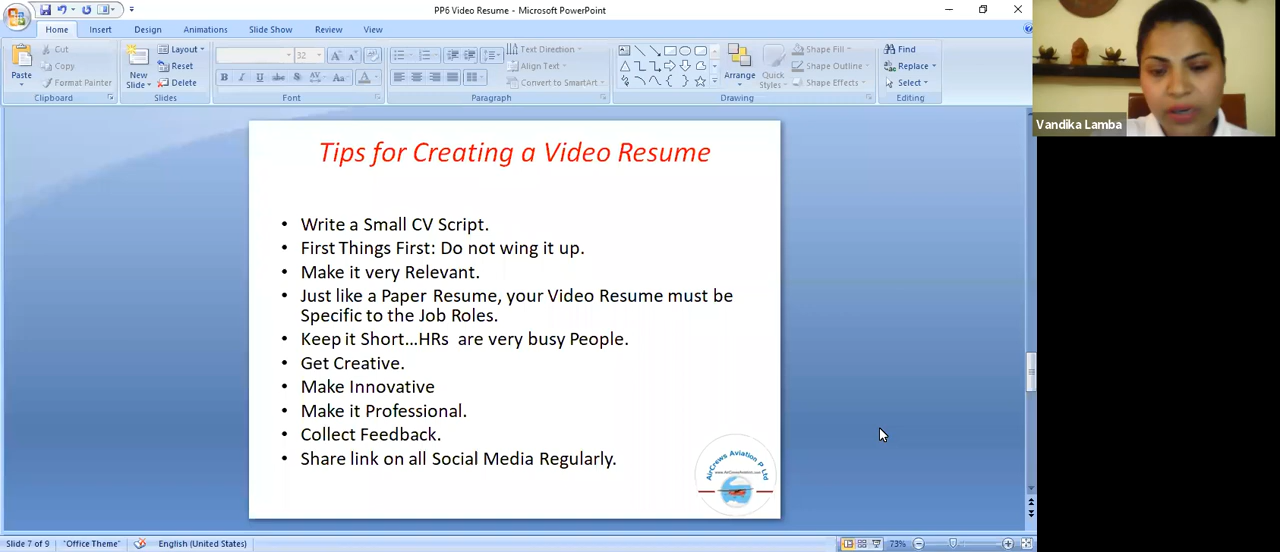 PP6 Video Resume - Microsoft PowerPoint
Home Insert Design Animations Slide Show Review View
Paste
Cut
Copy
Format Painter
Clipboard
New
Slide
Layout
Reset
Delete
Slides
32
Font
Text Direction
Align Text
Convert to SmartArt
Paragraph
Arrange
Quick
Styles
Shape Fill
Shape Outline
Shape Effects
Drawing
Find
Replace
Select
Editing
Vandika Lamba
Tips for Creating a Video Resume
• Write a Small CV Script.
• First Things First: Do not wing it up.
• Make it very Relevant.
• Just like a Paper Resume, your Video Resume must be
Specific to the Job Roles.
• Keep it Short...HRs are very busy People.
• Get Creative.
• Make Innovative
• Make it Professional.
• Collect Feedback.
• Share link on all Social Media Regularly.
AirCrews Aviation P Ltd
www.AirCrewsAviation.com
Slide 7 of 9 "Office Theme" English (United States) 73%